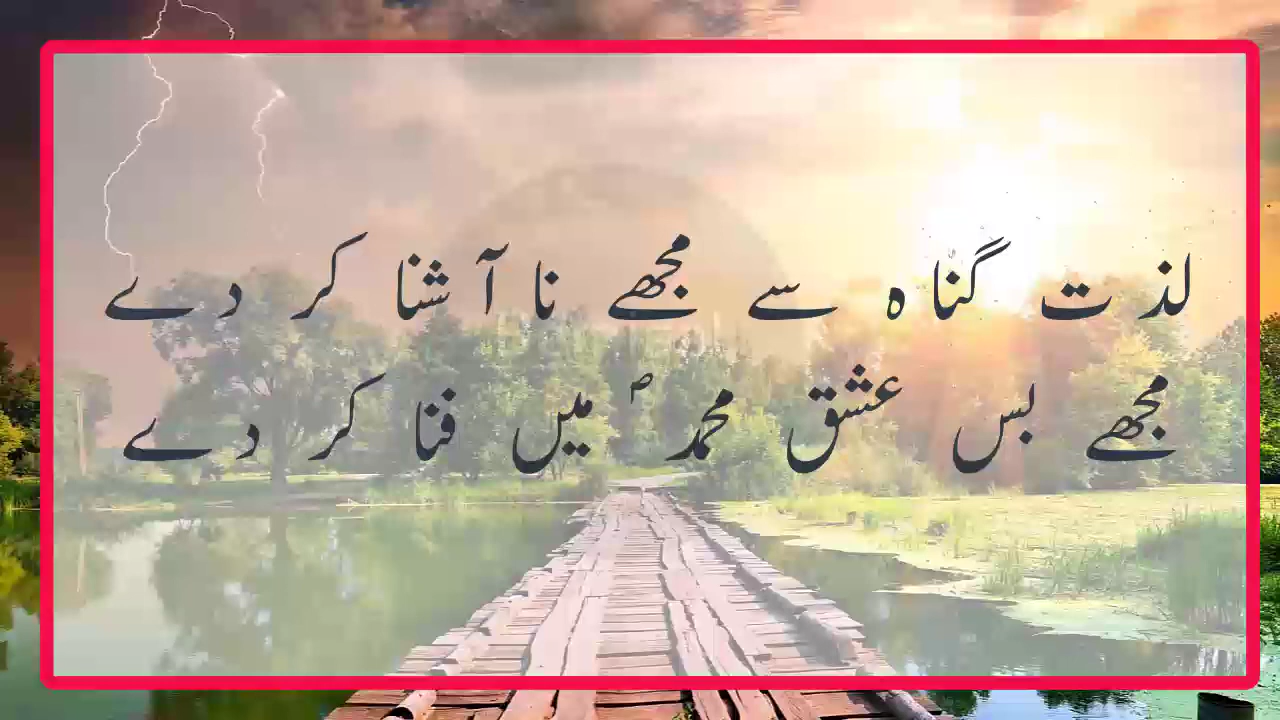 لذت گناہ سے مجھے نا آشنا کر دے
مجھے بس عشق محمدؐ میں فنا کر دے